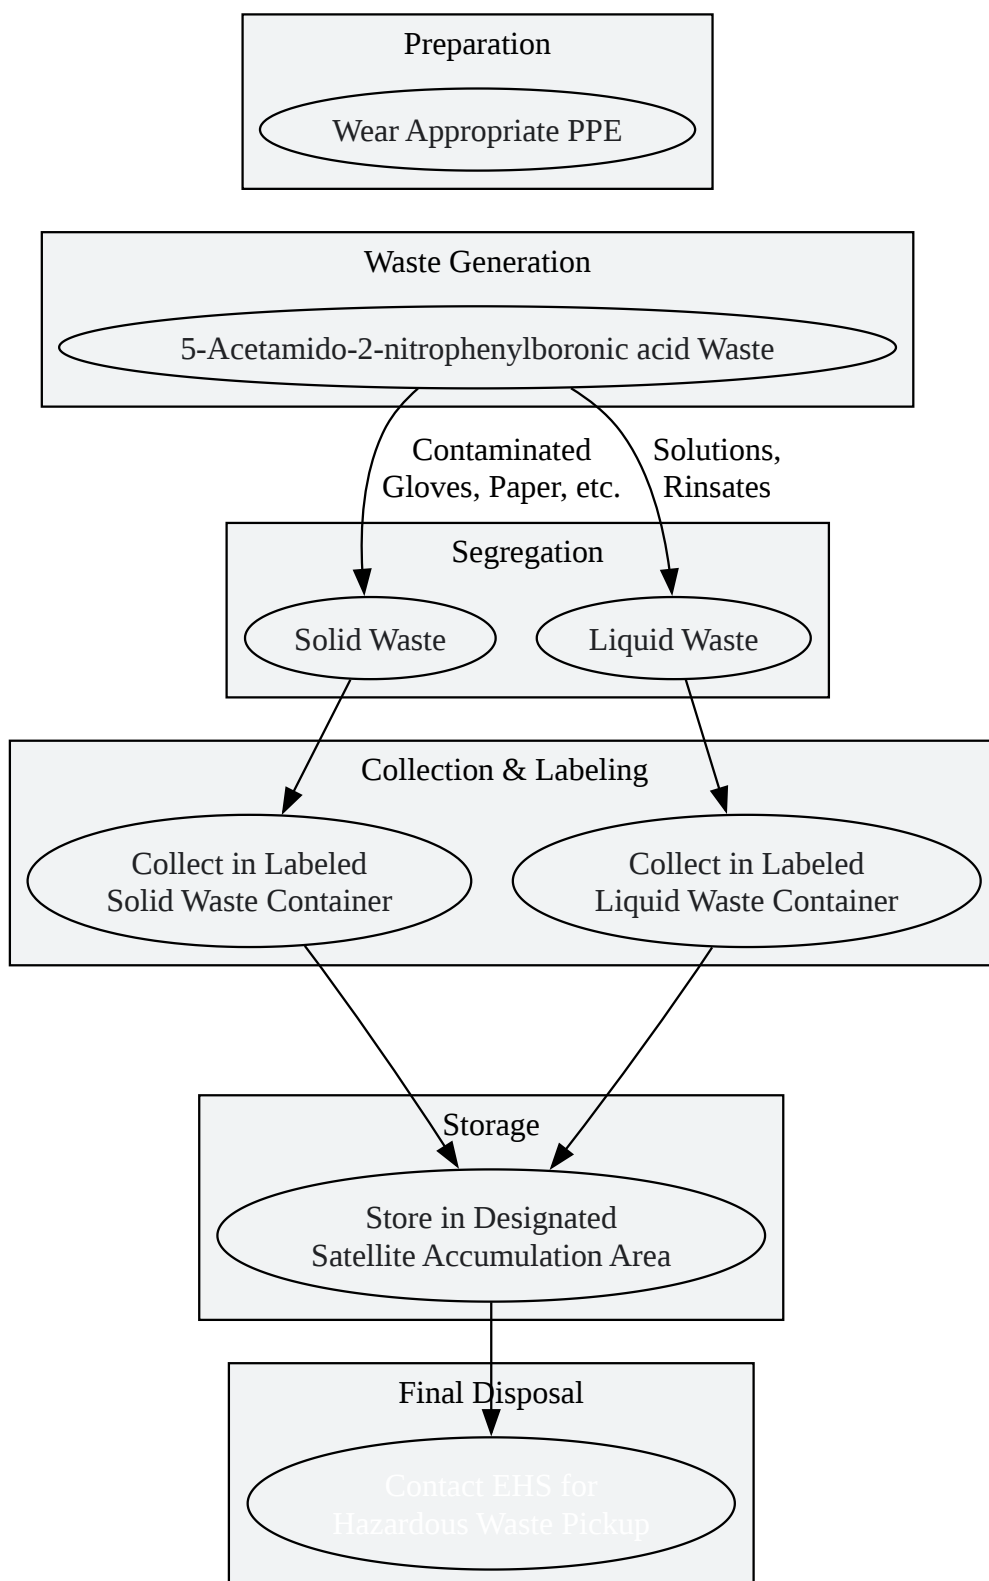 Preparation
Wear Appropriate PPE
Waste Generation
5-Acetamido-2-nitrophenylboronic acid Waste
Contaminated
Gloves, Paper, etc.
Solutions,
Rinsates
Segregation
Solid Waste
Liquid Waste
Collection & Labeling
Collect in Labeled
Solid Waste Container
Collect in Labeled
Liquid Waste Container
Storage
Store in Designated
Satellite Accumulation Area
Final Disposal
Contact EHS for
Hazardous Waste Pickup